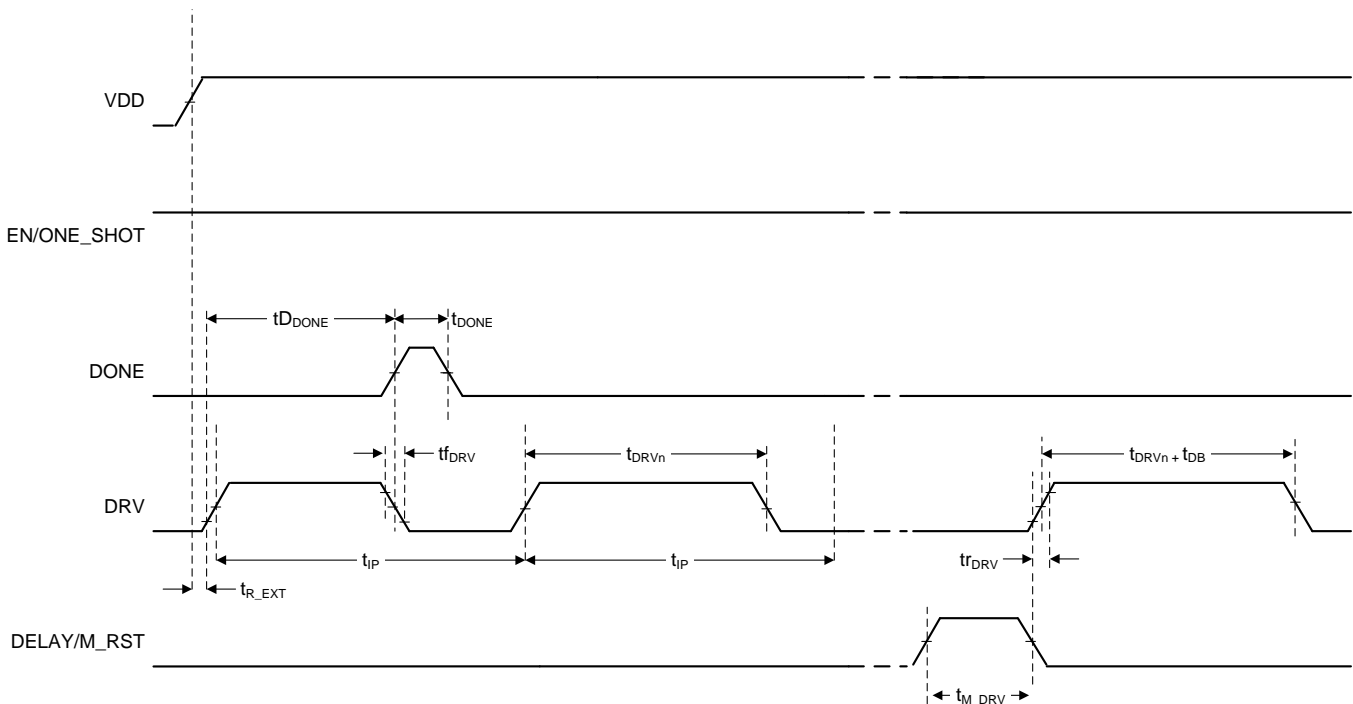 VDD
EN/ONE_SHOT
tD_DONE
t_DONE
DONE
tf_DRV
t_DRVn
t_DRVn + t_DB
DRV
t_IP
t_IP
tr_DRV
t_R_EXT
DELAY/M_RST
t_M_DRV